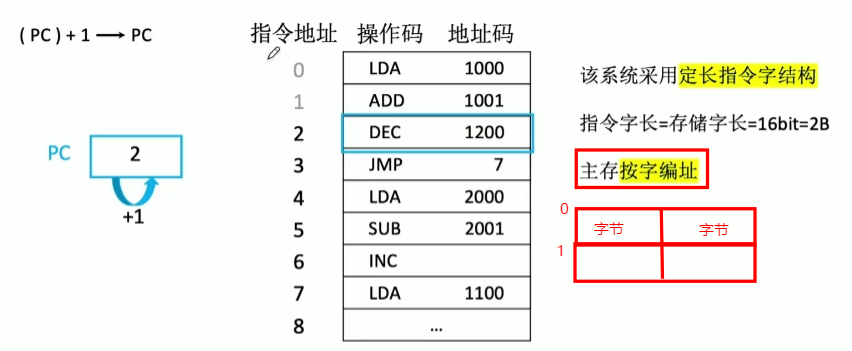 ( PC ) + 1 → PC
PC
2
+1
指令地址 操作码 地址码
0 LDA 1000
1 ADD 1001
2 DEC 1200
3 JMP 7
4 LDA 2000
5 SUB 2001
6 INC
7 LDA 1100
8 ...
该系统采用定长指令字结构
指令字长=存储字长=16bit=2B
主存按字编址
0 字节 字节
1